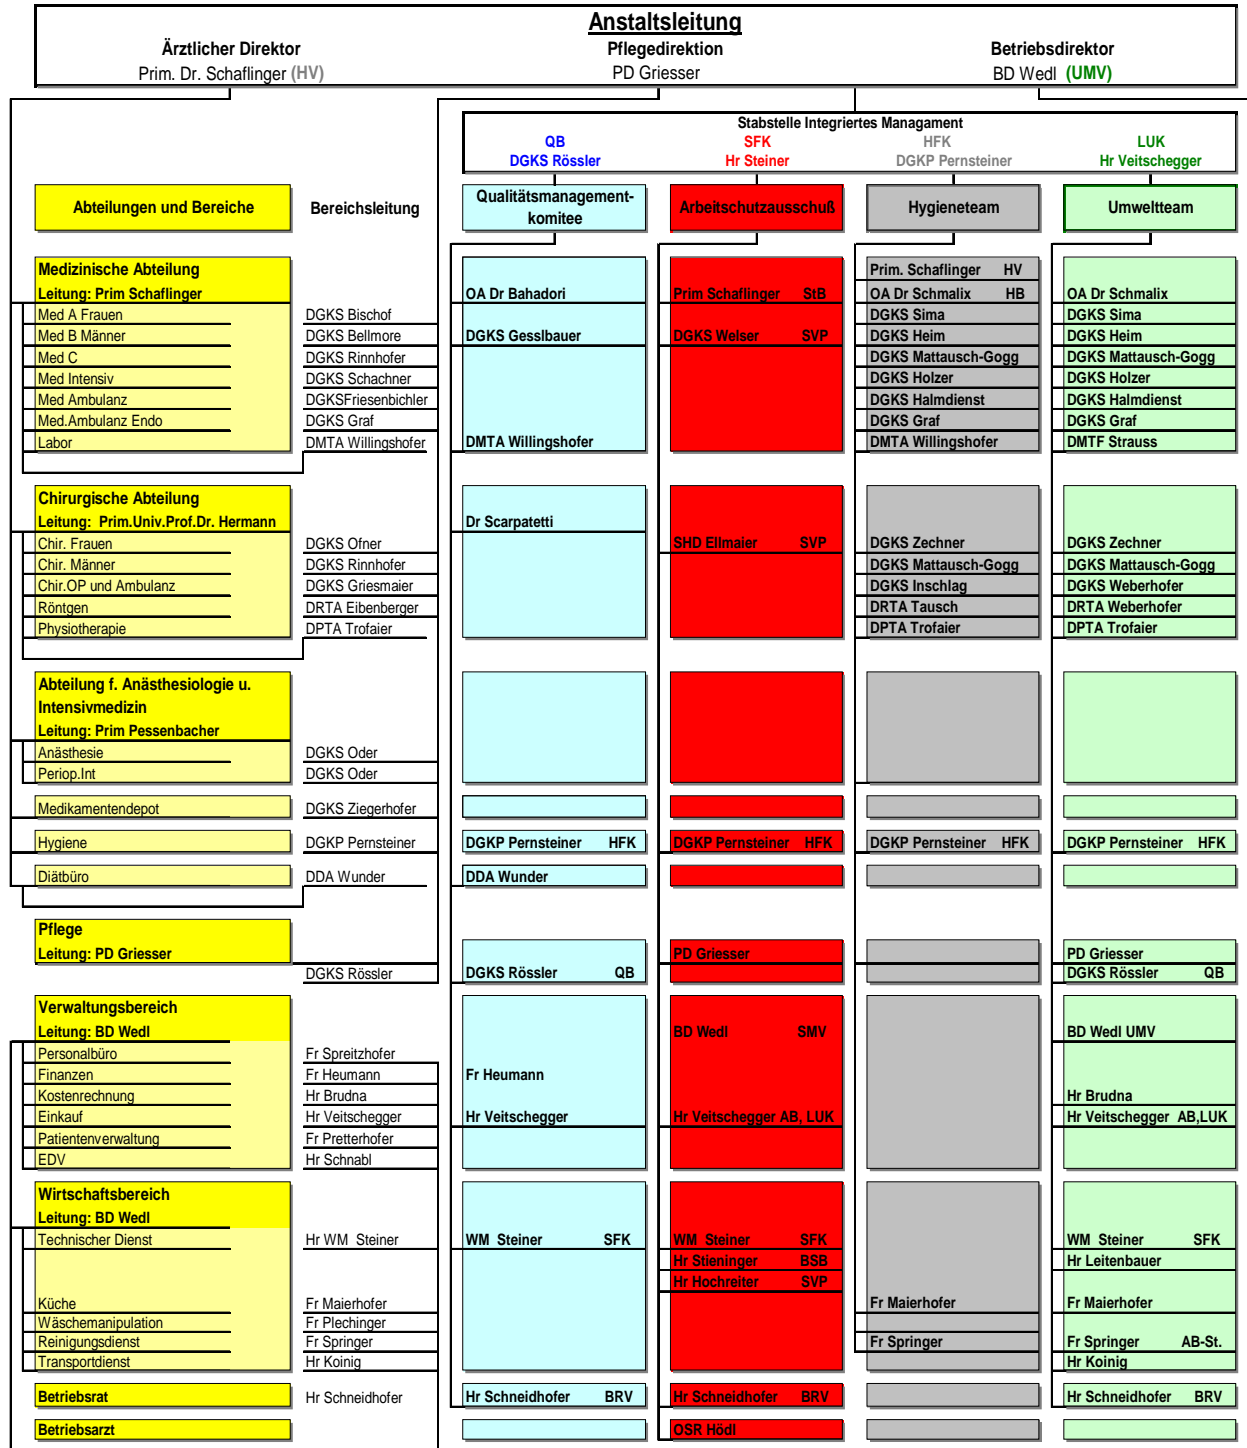 Anstaltsleitung
Ärztlicher Direktor Pflegedirektion Betriebsdirektor
Prim. Dr. Schaflinger (HV) PD Griesser BD Wedl (UMV)
Stabstelle Integriertes Managament
QB SFK HFK LUK
DGKS Rössler Hr Steiner DGKP Pernsteiner Hr Veitschegger
Abteilungen und Bereiche Bereichsleitung Qualitätsmanagement-komitee Arbeitschutzausschuß Hygieneteam Umweltteam
Medizinische Abteilung Prim. Schaflinger HV
Leitung: Prim Schaflinger OA Dr Bahadori Prim Schaflinger StB OA Dr Schmalix HB OA Dr Schmalix
Med A Frauen DGKS Bischof DGKS Sima DGKS Sima
Med B Männer DGKS Bellmore DGKS Gesslbauer DGKS Welser SVP DGKS Heim DGKS Heim
Med C DGKS Rinnhofer DGKS Mattausch-Gogg DGKS Mattausch-Gogg
Med Intensiv DGKS Schachner DGKS Holzer DGKS Holzer
Med Ambulanz DGKSFriesenbichler DGKS Halmdienst DGKS Halmdienst
Med.Ambulanz Endo DGKS Graf DGKS Graf DGKS Graf
Labor DMTA Willingshofer DMTA Willingshofer DMTA Willingshofer DMTF Strauss
Chirurgische Abteilung
Leitung: Prim.Univ.Prof.Dr. Hermann Dr Scarpatetti
Chir. Frauen DGKS Ofner SHD Ellmaier SVP DGKS Zechner DGKS Zechner
Chir. Männer DGKS Rinnhofer DGKS Mattausch-Gogg DGKS Mattausch-Gogg
Chir.OP und Ambulanz DGKS Griesmaier DGKS Inschlag DGKS Weberhofer
Röntgen DRTA Eibenberger DRTA Tausch DRTA Weberhofer
Physiotherapie DPTA Trofaier DPTA Trofaier DPTA Trofaier
Abteilung f. Anästhesiologie u.
Intensivmedizin
Leitung: Prim Pessenbacher
Anästhesie DGKS Oder
Periop.Int DGKS Oder
Medikamentendepot DGKS Ziegerhofer
Hygiene DGKP Pernsteiner DGKP Pernsteiner HFK DGKP Pernsteiner HFK DGKP Pernsteiner HFK DGKP Pernsteiner HFK
Diätbüro DDA Wunder DDA Wunder
Pflege
Leitung: PD Griesser PD Griesser PD Griesser
DGKS Rössler DGKS Rössler QB DGKS Rössler QB
Verwaltungsbereich
Leitung: BD Wedl BD Wedl SMV BD Wedl UMV
Personalbüro Fr Spreitzhofer
Finanzen Fr Heumann Fr Heumann
Kostenrechnung Hr Brudna Hr Brudna
Einkauf Hr Veitschegger Hr Veitschegger Hr Veitschegger AB, LUK Hr Veitschegger AB,LUK
Patientenverwaltung Fr Pretterhofer
EDV Hr Schnabl
Wirtschaftsbereich
Leitung: BD Wedl
Technischer Dienst Hr WM Steiner WM Steiner SFK WM Steiner SFK WM Steiner SFK
Hr Stieninger BSB Hr Leitenbauer
Hr Hochreiter SVP
Küche Fr Maierhofer Fr Maierhofer Fr Maierhofer
Wäschemanipulation Fr Plechinger
Reinigungsdienst Fr Springer Fr Springer Fr Springer AB-St.
Transportdienst Hr Koinig Hr Koinig
Betriebsrat Hr Schneidhofer Hr Schneidhofer BRV Hr Schneidhofer BRV Hr Schneidhofer BRV
Betriebsarzt OSR Hödl